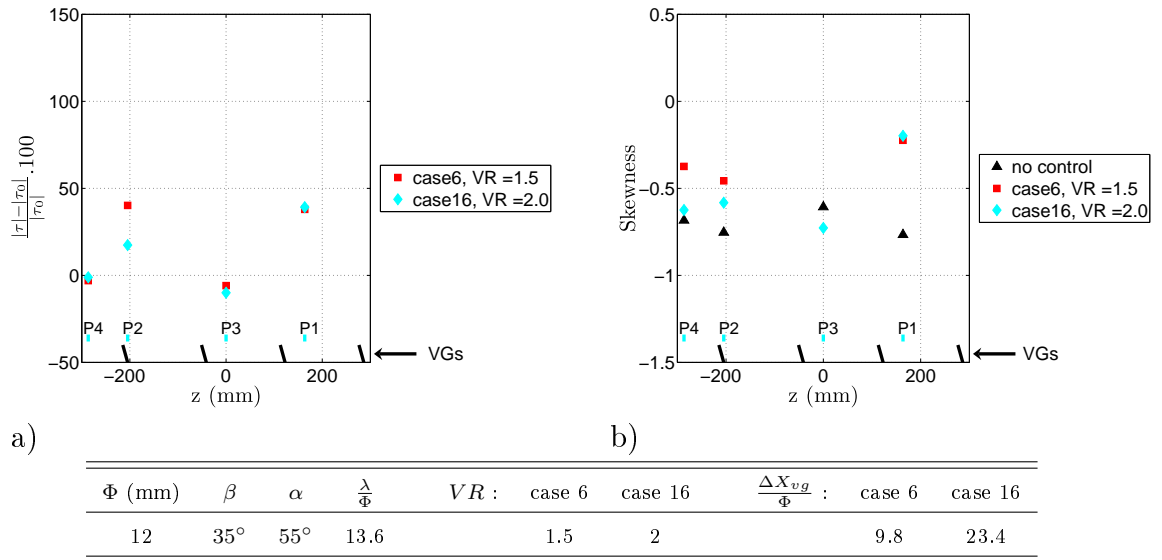 150
100
50
0
−50
|τ|−|τ₀| / |τ₀| .100
P4 P2 P3 P1
−200 0 200
z (mm)
VGs
case6, VR =1.5
case16, VR =2.0
a)
0.5
0
−0.5
−1
−1.5
Skewness
P4 P2 P3 P1
−200 0 200
z (mm)
VGs
no control
case6, VR =1.5
case16, VR =2.0
b)
Φ (mm) β α λ/Φ VR : case 6 case 16 ΔX_vg/Φ : case 6 case 16
12 35° 55° 13.6 1.5 2 9.8 23.4